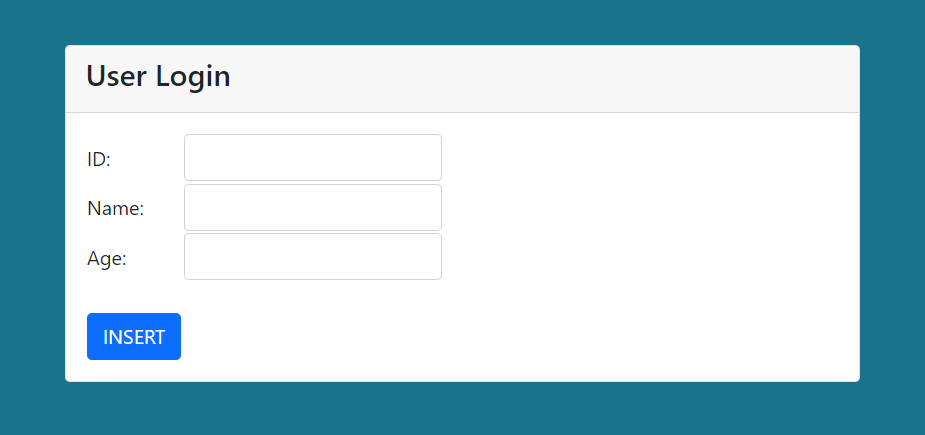 User Login
ID:
Name:
Age:
INSERT